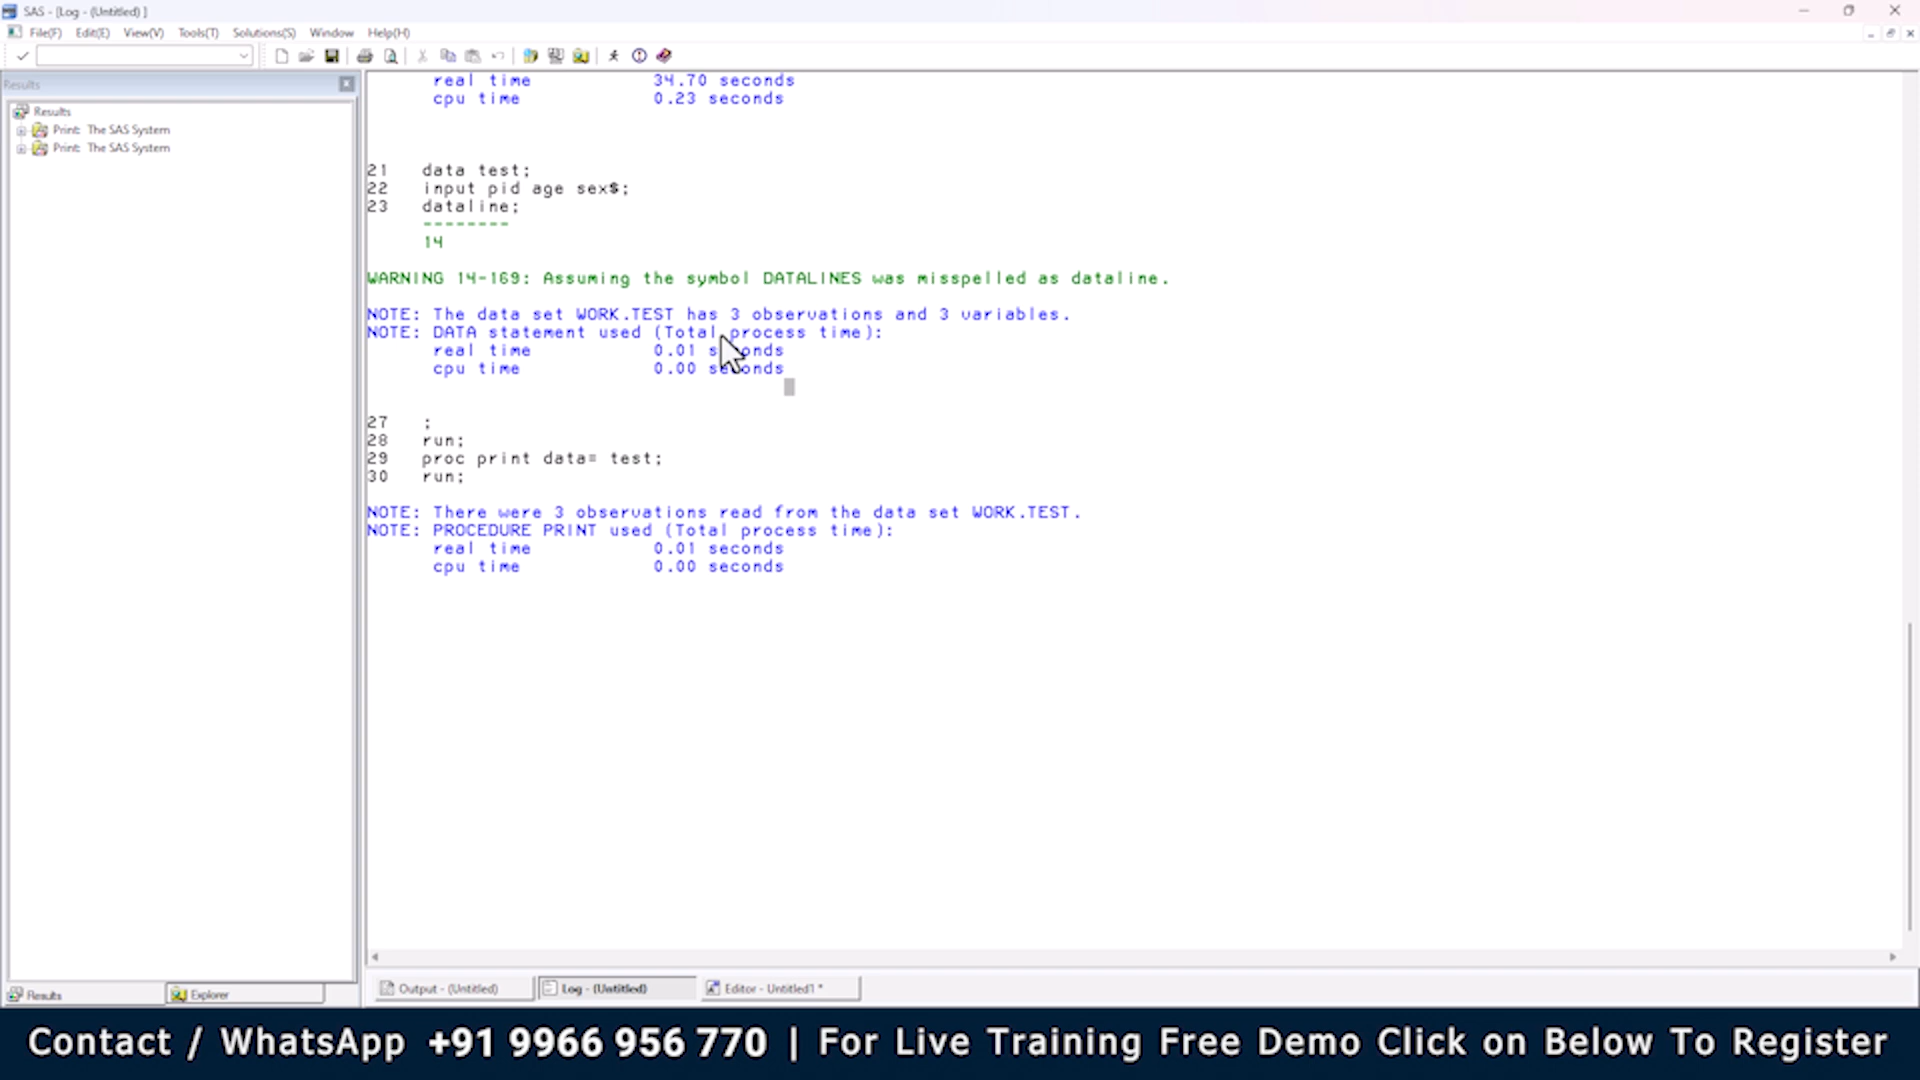 SAS - [Log - (Untitled) ]
File(F) Edit(E) View(V) Tools(T) Solutions(S) Window Help(H)
Results
Results
Print: The SAS System
Print: The SAS System
real time 34.70 seconds
cpu time 0.23 seconds
21 data test;
22 input pid age sex$;
23 dataline;
--------
14
WARNING 14-169: Assuming the symbol DATALINES was misspelled as dataline.
NOTE: The data set WORK.TEST has 3 observations and 3 variables.
NOTE: DATA statement used (Total process time):
real time 0.01 seconds
cpu time 0.00 seconds
27 ;
28 run;
29 proc print data= test;
30 run;
NOTE: There were 3 observations read from the data set WORK.TEST.
NOTE: PROCEDURE PRINT used (Total process time):
real time 0.01 seconds
cpu time 0.00 seconds
Results Explorer
Output - (Untitled) Log - (Untitled) Editor - Untitled1 *
Contact / WhatsApp +91 9966 956 770 | For Live Training Free Demo Click on Below To Register